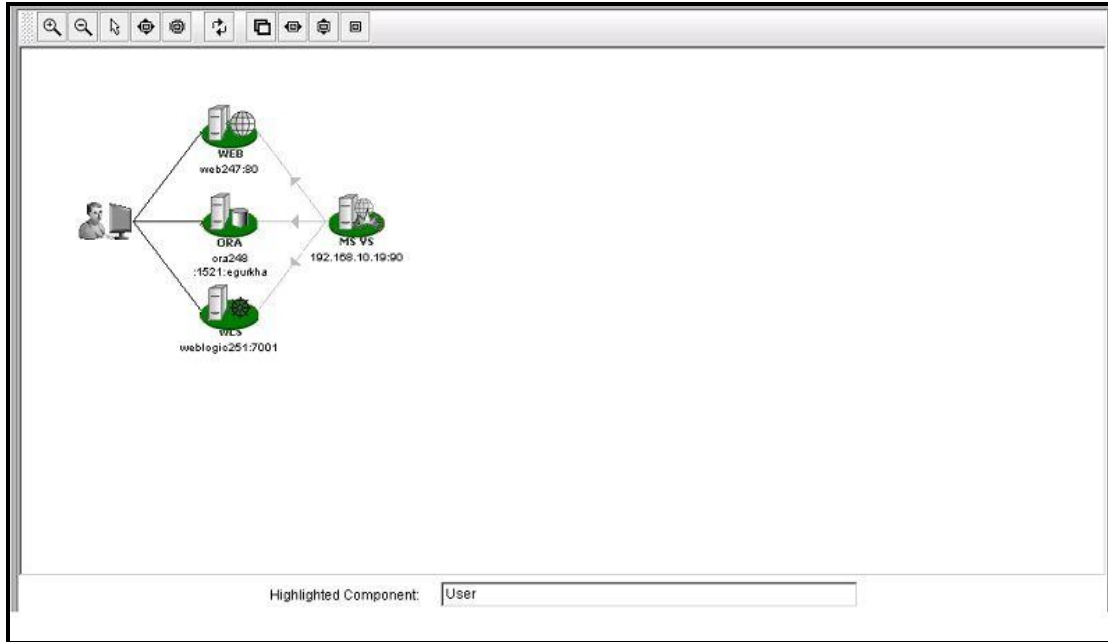 WEB
web247:80
ORA
ora248
:1521:egurkha
MS VS
192.168.10.19:90
WLS
weblogic251:7001
Highlighted Component:
User